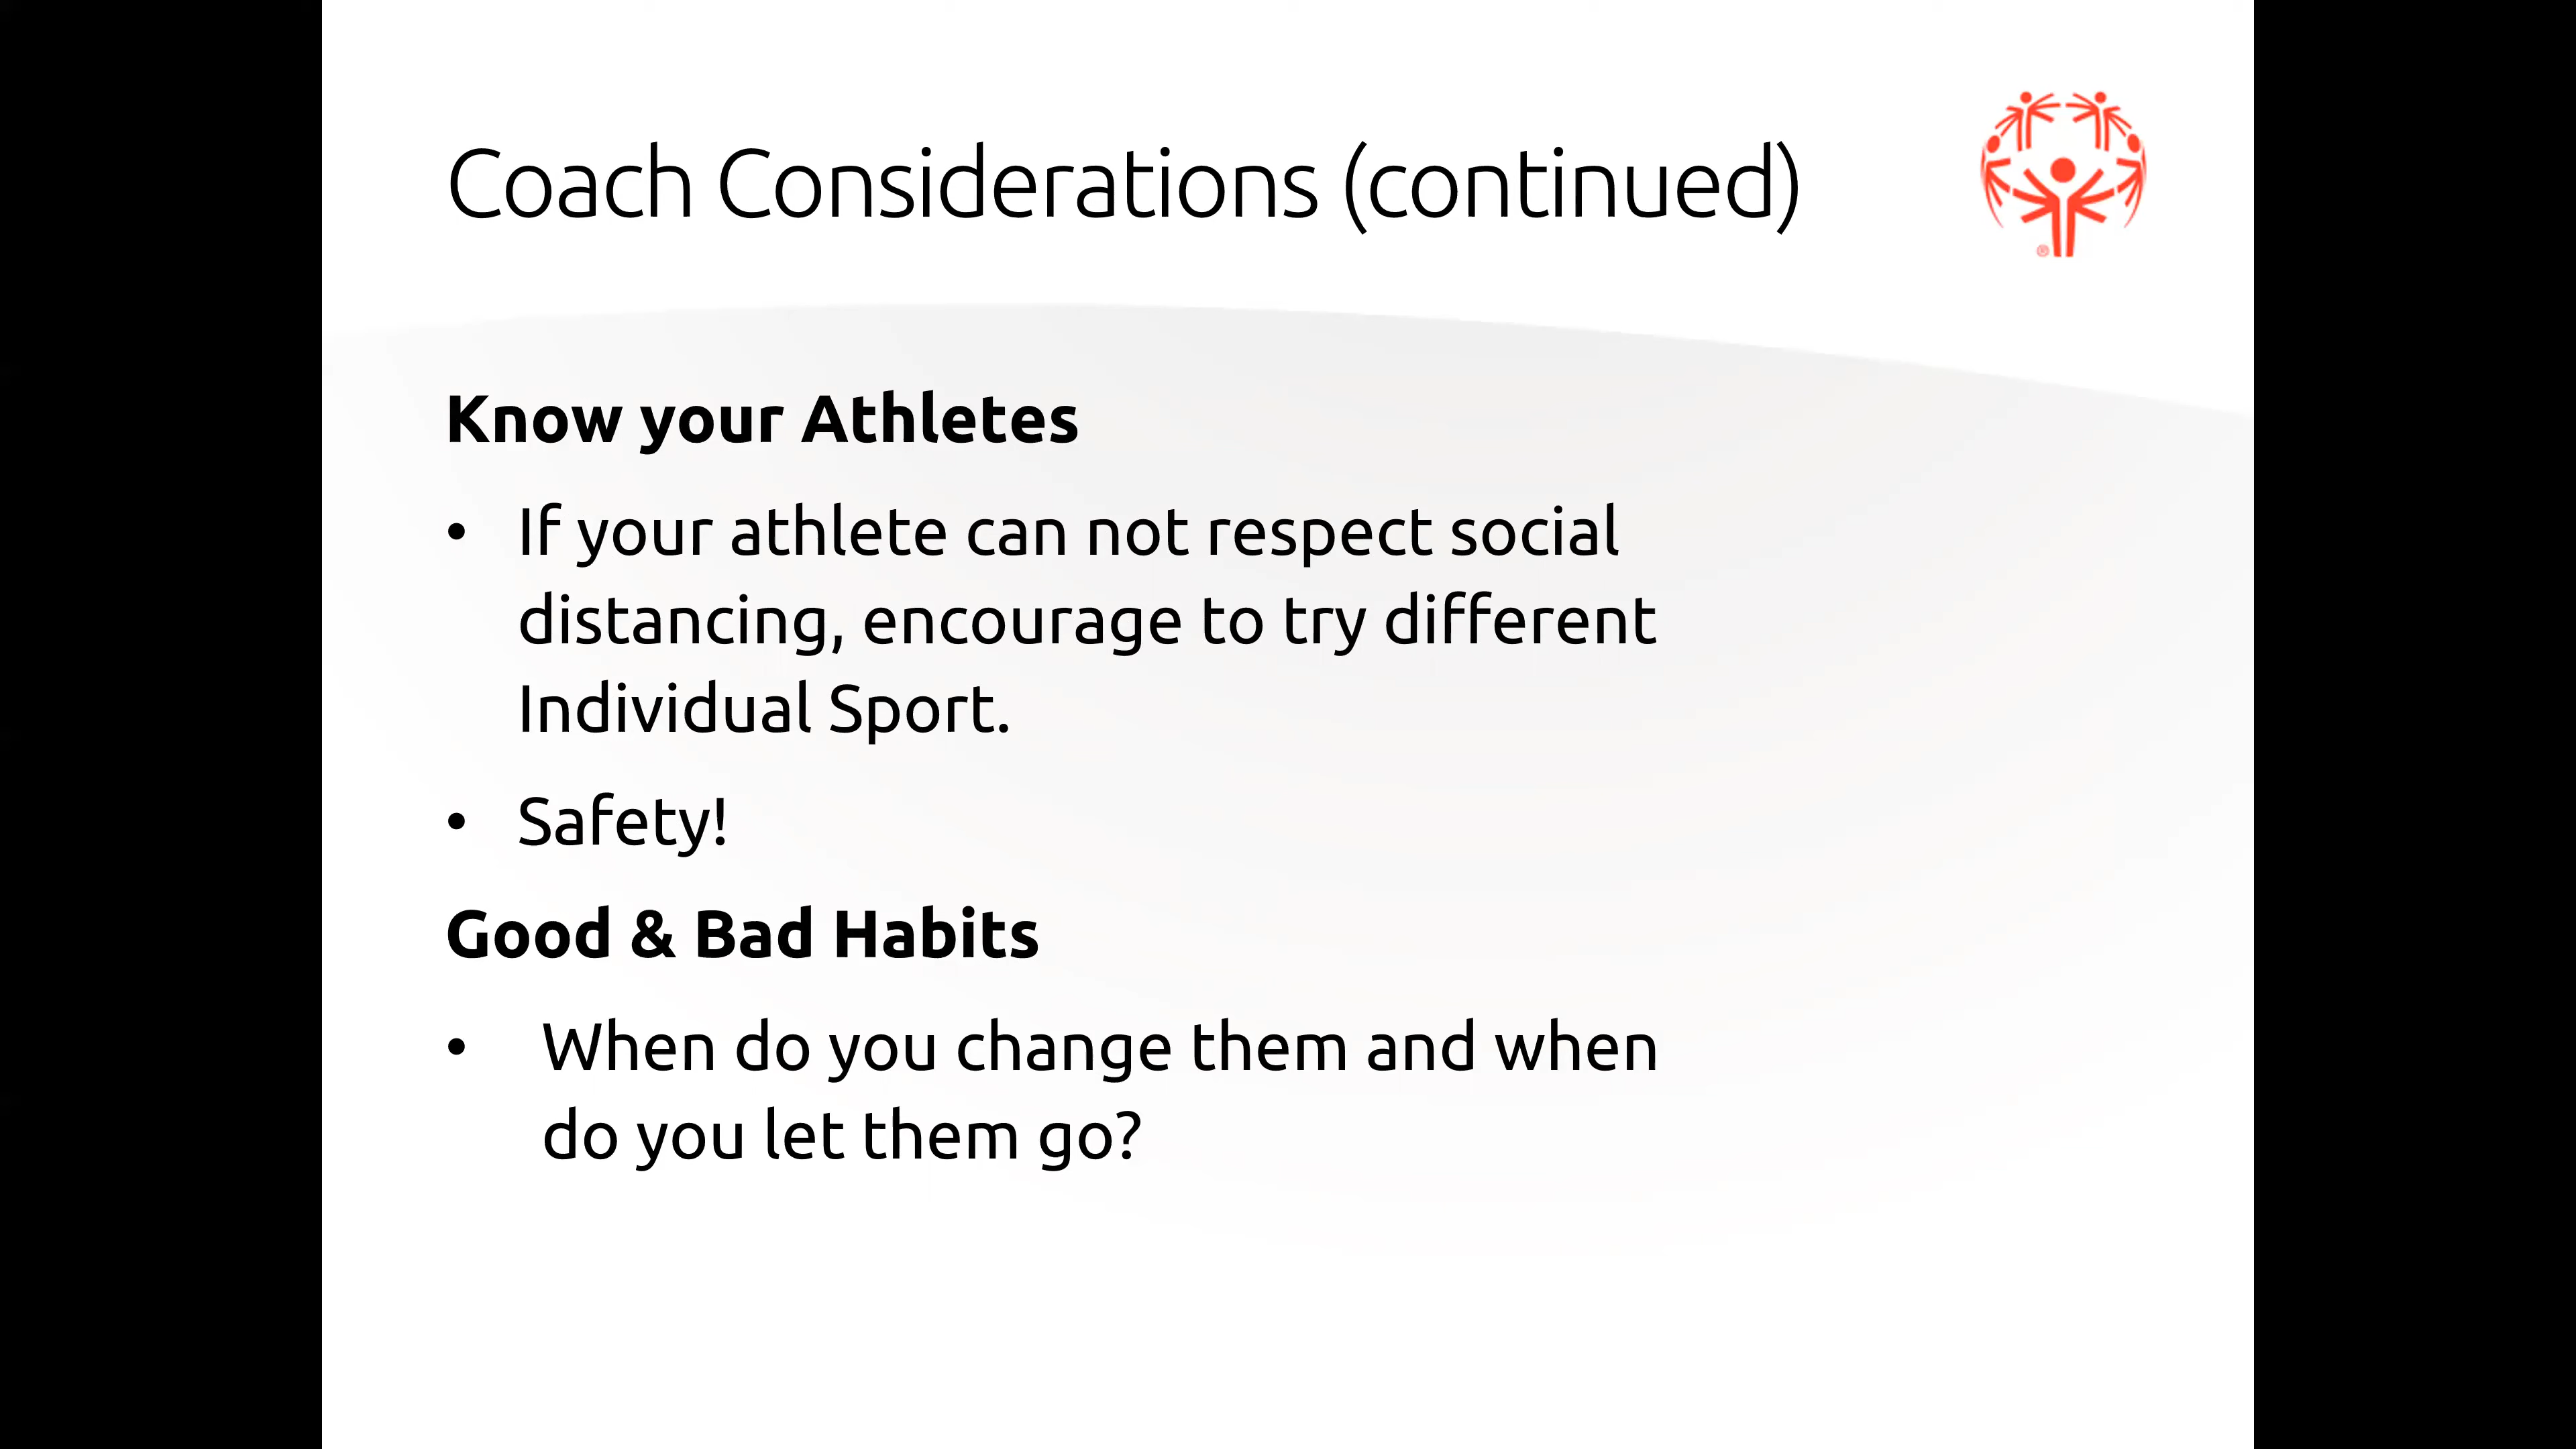 Coach Considerations (continued)
®
Know your Athletes
• If your athlete can not respect social
distancing, encourage to try different
Individual Sport.
• Safety!
Good & Bad Habits
• When do you change them and when
do you let them go?